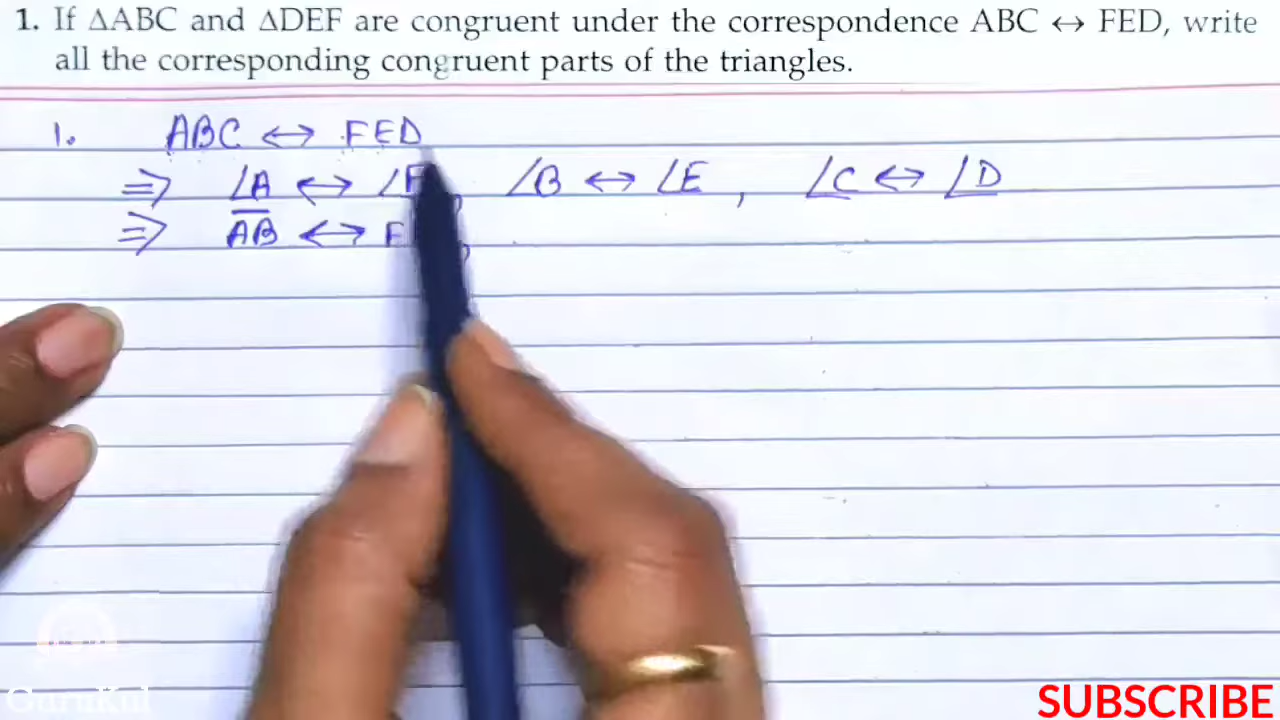 1. If ΔABC and ΔDEF are congruent under the correspondence ABC ↔ FED, write
all the corresponding congruent parts of the triangles.
1. ABC ↔ FED
⇒ ∠A ↔ ∠F, ∠B ↔ ∠E, ∠C ↔ ∠D
⇒ A̅B̅ ↔ F ,
GuruKul
SUBSCRIBE